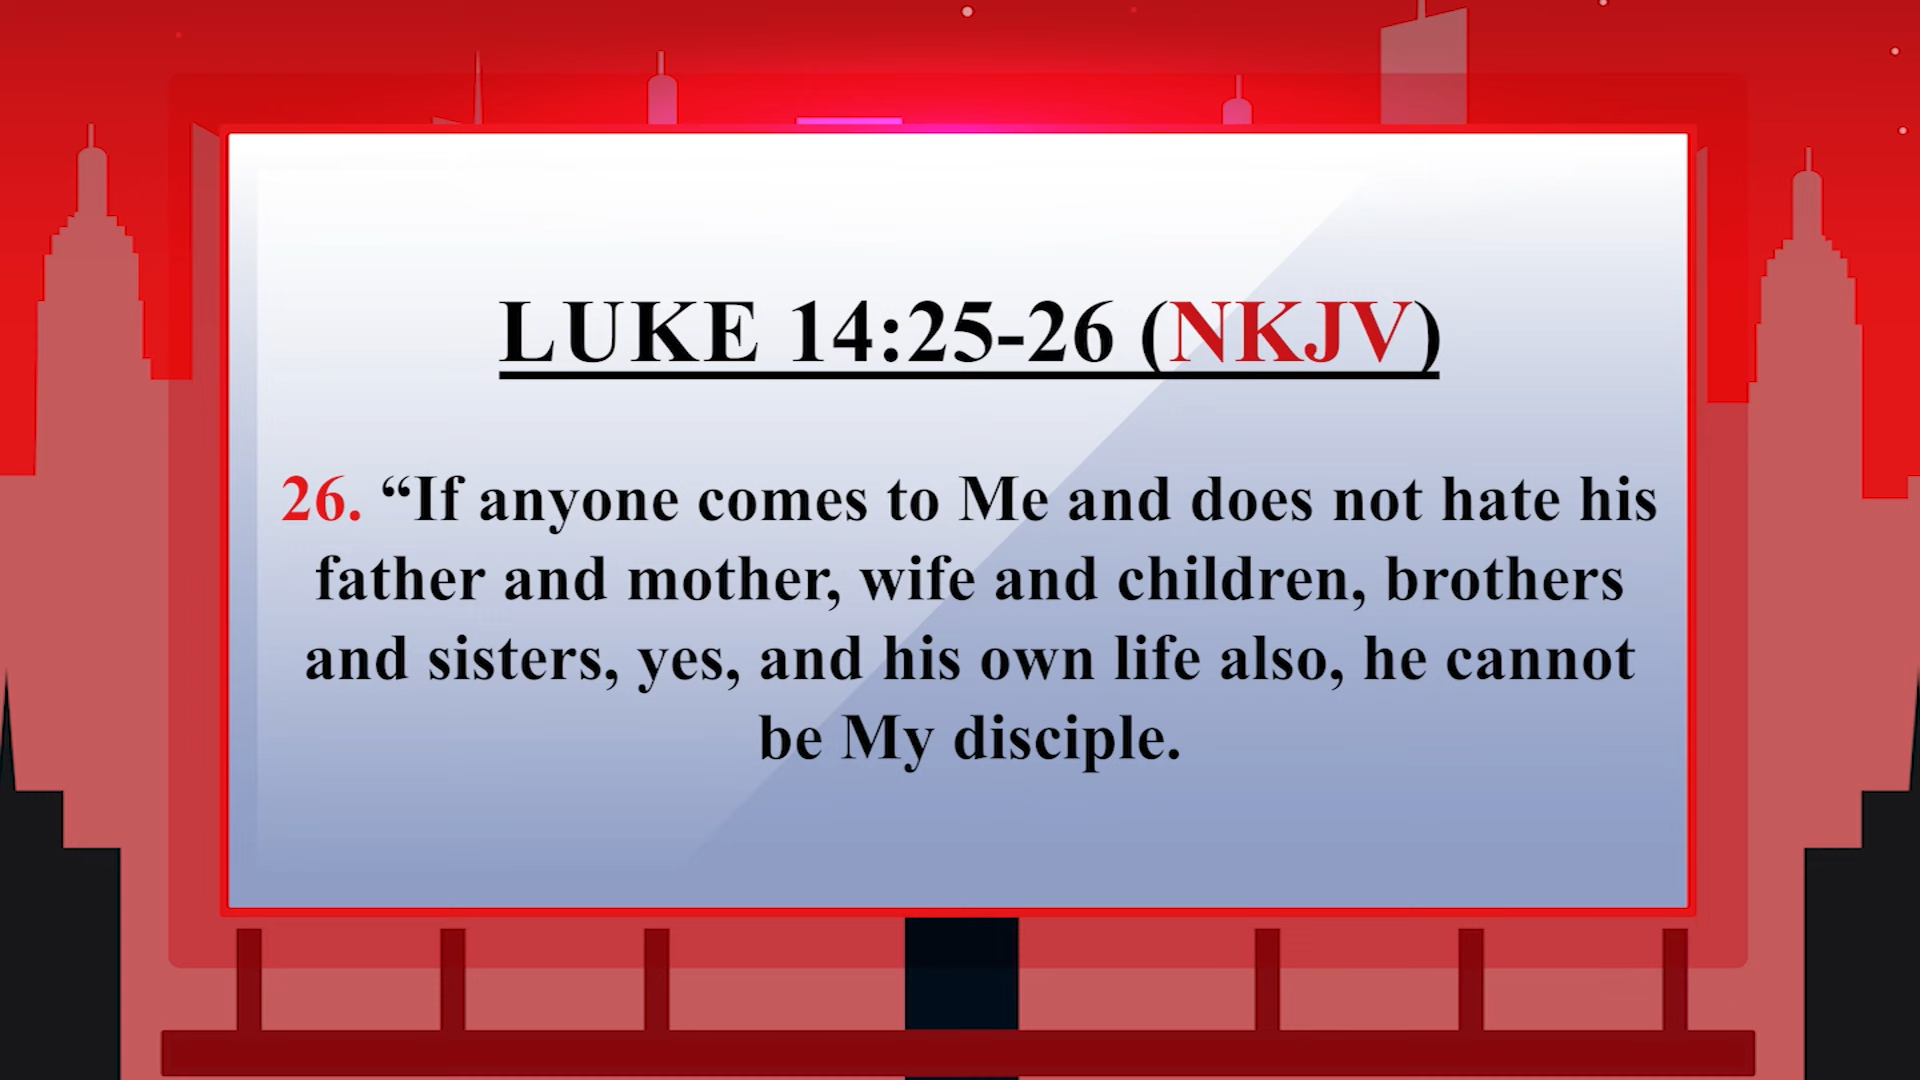 LUKE 14:25-26 (NKJV)
26. “If anyone comes to Me and does not hate his
father and mother, wife and children, brothers
and sisters, yes, and his own life also, he cannot
be My disciple.